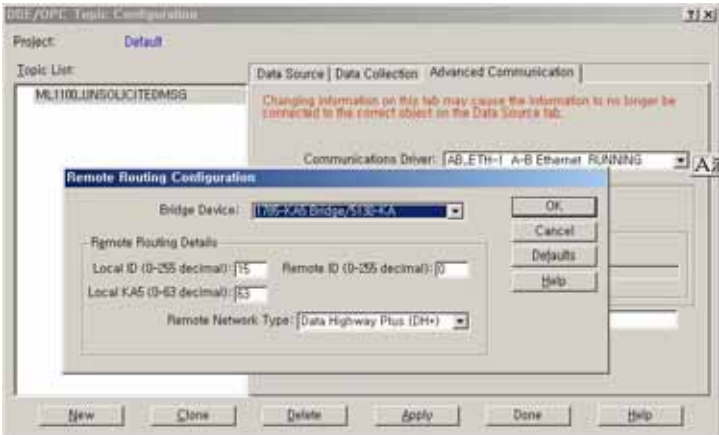 DDE/OPC Topic Configuration
Project: Default
Topic List:
Data Source | Data Collection | Advanced Communication
ML1100_UNSOLICITEDMSG
Changing information on this tab may cause the information to no longer be
connected to the correct object on the Data Source tab.
Communications Driver: AB_ETH-1 A-B Ethernet RUNNING
Remote Routing Configuration
Bridge Device: 1785-KA5 Bridge/5130-KA
OK
Cancel
Defaults
Help
Remote Routing Details
Local ID (0-255 decimal): 15 Remote ID (0-255 decimal): 0
Local KA5 (0-63 decimal): 63
Remote Network Type: Data Highway Plus (DH+)
New Clone Delete Apply Done Help